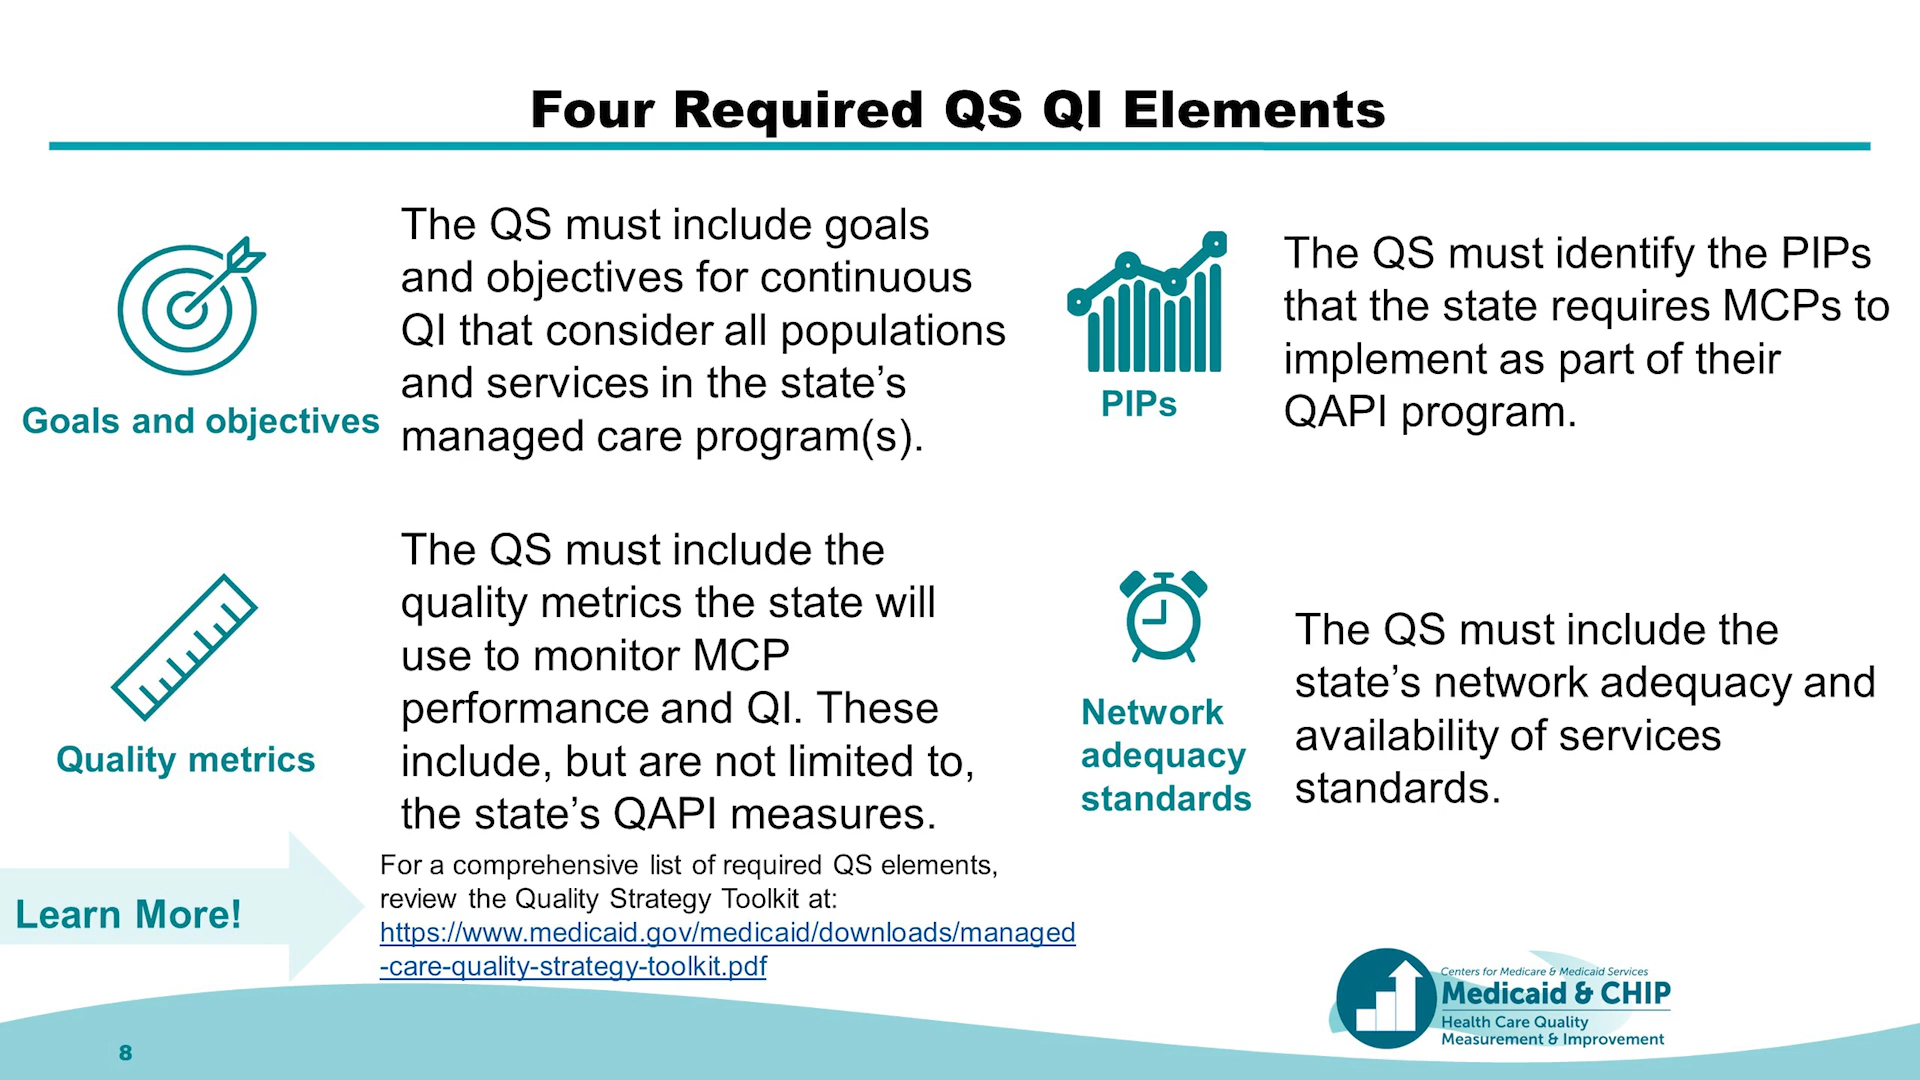 Four Required QS QI Elements
The QS must include goals
and objectives for continuous
QI that consider all populations
and services in the state’s
managed care program(s).
Goals and objectives
The QS must identify the PIPs
that the state requires MCPs to
implement as part of their
QAPI program.
PIPs
The QS must include the
quality metrics the state will
use to monitor MCP
performance and QI. These
include, but are not limited to,
the state’s QAPI measures.
Quality metrics
The QS must include the
state’s network adequacy and
availability of services
standards.
Network
adequacy
standards
Learn More!
For a comprehensive list of required QS elements,
review the Quality Strategy Toolkit at:
https://www.medicaid.gov/medicaid/downloads/managed
-care-quality-strategy-toolkit.pdf
Centers for Medicare & Medicaid Services
Medicaid & CHIP
Health Care Quality
Measurement & Improvement
8